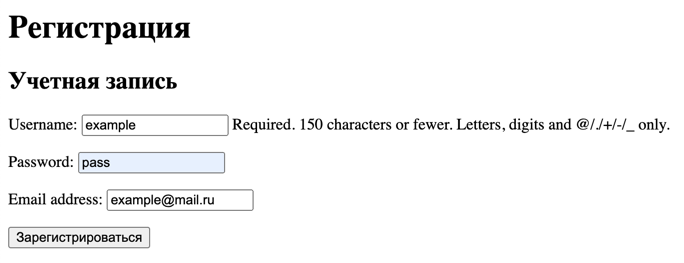 Регистрация
Учетная запись
Username: example Required. 150 characters or fewer. Letters, digits and @/./+/-/_ only.
Password: pass
Email address: example@mail.ru
Зарегистрироваться